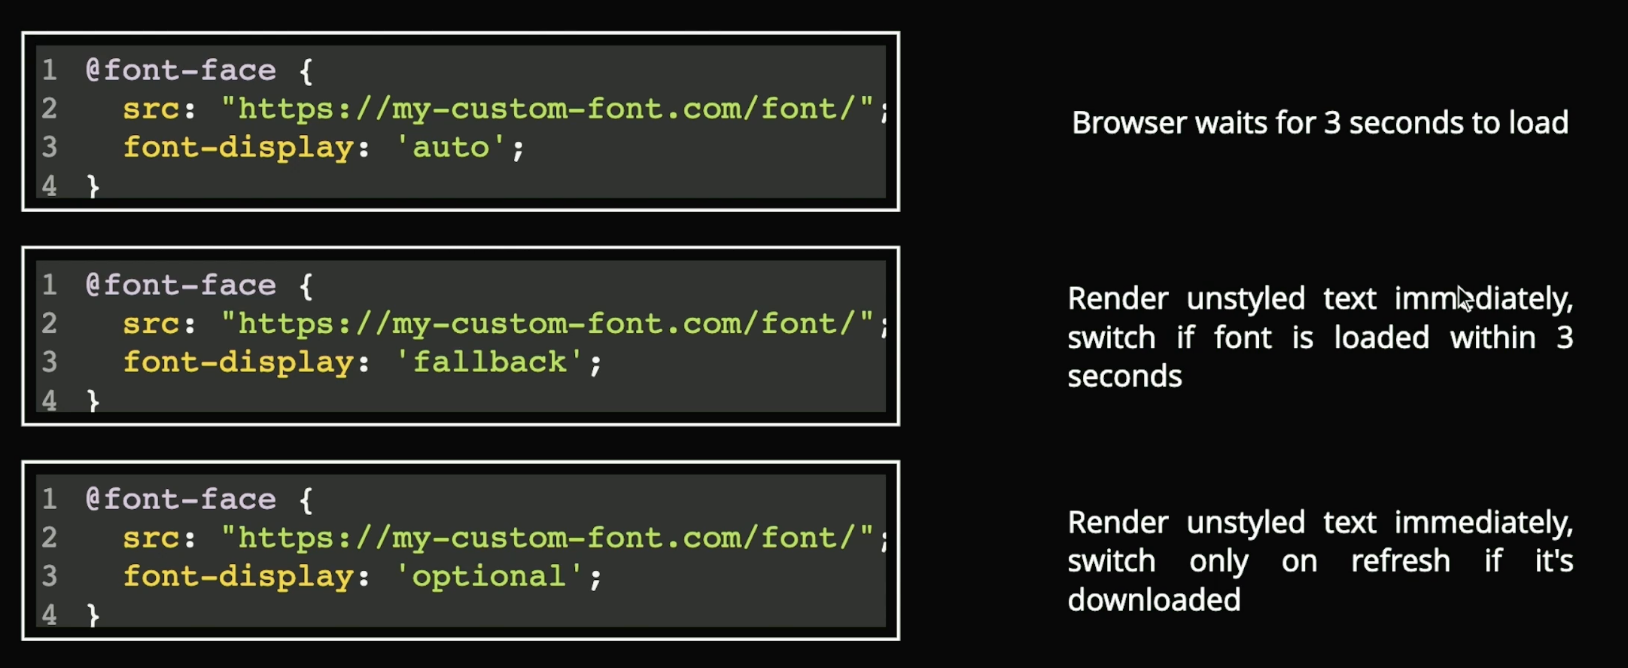 1 @font-face {
2 src: "https://my-custom-font.com/font/";
3 font-display: 'auto';
4 }
Browser waits for 3 seconds to load
1 @font-face {
2 src: "https://my-custom-font.com/font/";
3 font-display: 'fallback';
4 }
Render unstyled text immediately,
switch if font is loaded within 3
seconds
1 @font-face {
2 src: "https://my-custom-font.com/font/";
3 font-display: 'optional';
4 }
Render unstyled text immediately,
switch only on refresh if it's
downloaded